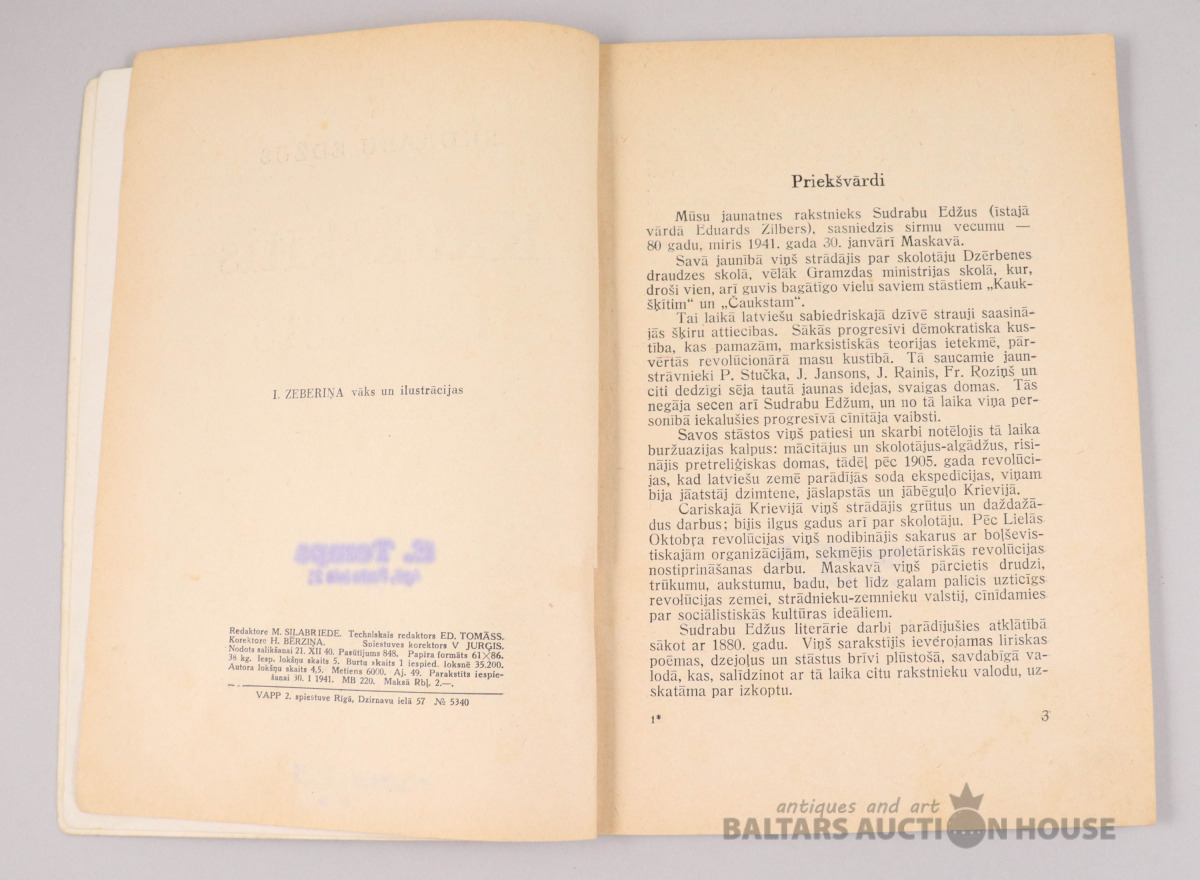 I. ZEBERIŅA vāks un ilustrācijas
Redaktore M. SILABRIEDE. Techniskais redaktors ED. TOMĀSS.
Korektore H. BĒRZIŅA. Spiestuves korektors V JURĢIS.
Nodots salikšanai 21. XII 40. Pasūtijums 848. Papīra formāts 61×86.
38 kg. Iesp. lokšņu skaits 5. Burtu skaits 1 iespied. loksnē 35.200.
Autora lokšņu skaits 4,5. Metiens 6000. Aj. 49. Parakstīts iespie-
šanai 30. I 1941. MB 220. Maksā Rbļ. 2.—.
VAPP 2. spiestuve Rīgā, Dzirnavu ielā 57 № 5340
Priekšvārdi
Mūsu jaunatnes rakstnieks Sudrabu Edžus (īstajā
vārdā Eduards Zilbers), sasniedzis sirmu vecumu —
80 gadu, miris 1941. gada 30. janvārī Maskavā.
Savā jaunībā viņš strādājis par skolotāju Dzērbenes
draudzes skolā, vēlāk Gramzdas ministrijas skolā, kur,
droši vien, arī guvis bagātīgo vielu saviem stāstiem „Kauk-
šķītim" un „Čaukstam".
Tai laikā latviešu sabiedriskajā dzīvē strauji saasinā-
jās šķiru attiecības. Sākās progresīvi dēmokratiska kus-
tība, kas pamazām, marksistiskās teorijas ietekmē, pār-
vērtās revolūcionārā masu kustībā. Tā saucamie jaun-
strāvnieki P. Stučka, J. Jansons, J. Rainis, Fr. Roziņš un
citi dedzīgi sēja tautā jaunas idejas, svaigas domas. Tās
negāja secen arī Sudrabu Edžum, un no tā laika viņa per-
sonībā iekalušies progresīvā cīnītāja vaibsti.
Savos stāstos viņš patiesi un skarbi notēlojis tā laika
buržuazijas kalpus: mācītājus un skolotājus-algādžus, risi-
nājis pretreliģiskas domas, tādēļ pēc 1905. gada revolūci-
jas, kad latviešu zemē parādījās soda ekspedīcijas, viņam
bija jāatstāj dzimtene, jāslapstās un jābēguļo Krievijā.
Cariskajā Krievijā viņš strādājis grūtus un daždažā-
dus darbus; bijis ilgus gadus arī par skolotāju. Pēc Lielās
Oktobŗa revolūcijas viņš nodibinājis sakarus ar boļševis-
tiskajām organizācijām, sekmējis proletāriskās revolūcijas
nostiprināšanas darbu. Maskavā viņš pārcietis drudzi,
trūkumu, aukstumu, badu, bet līdz galam palicis uzticīgs
revolūcijas zemei, strādnieku-zemnieku valstij, cīnīdamies
par sociālistiskās kultūras ideāliem.
Sudrabu Edžus literārie darbi parādījušies atklātībā
sākot ar 1880. gadu. Viņš sarakstījis ievērojamas liriskas
poēmas, dzejoļus un stāstus brīvi plūstošā, savdabīgā va-
lodā, kas, salīdzinot ar tā laika citu rakstnieku valodu, uz-
skatāma par izkoptu.
1*
3
antiques and art
BALTARS AUCTION HOUSE